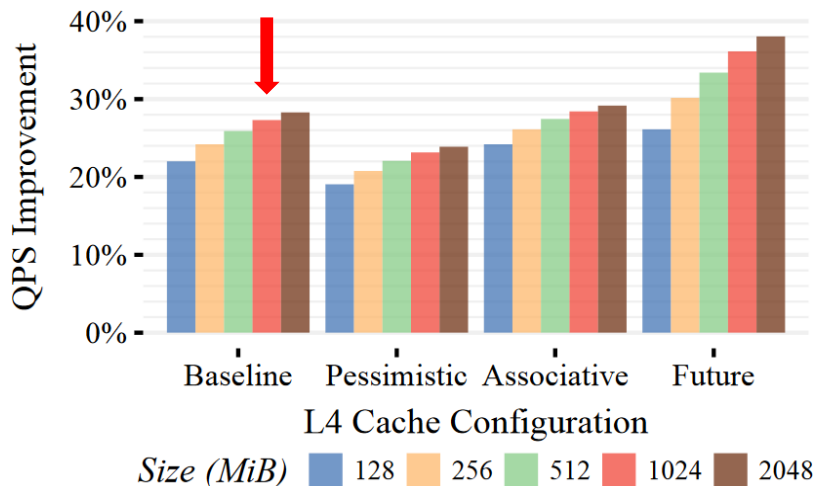 40%
30%
20%
10%
0%
QPS Improvement
Baseline Pessimistic Associative Future
L4 Cache Configuration
Size (MiB) 128 256 512 1024 2048